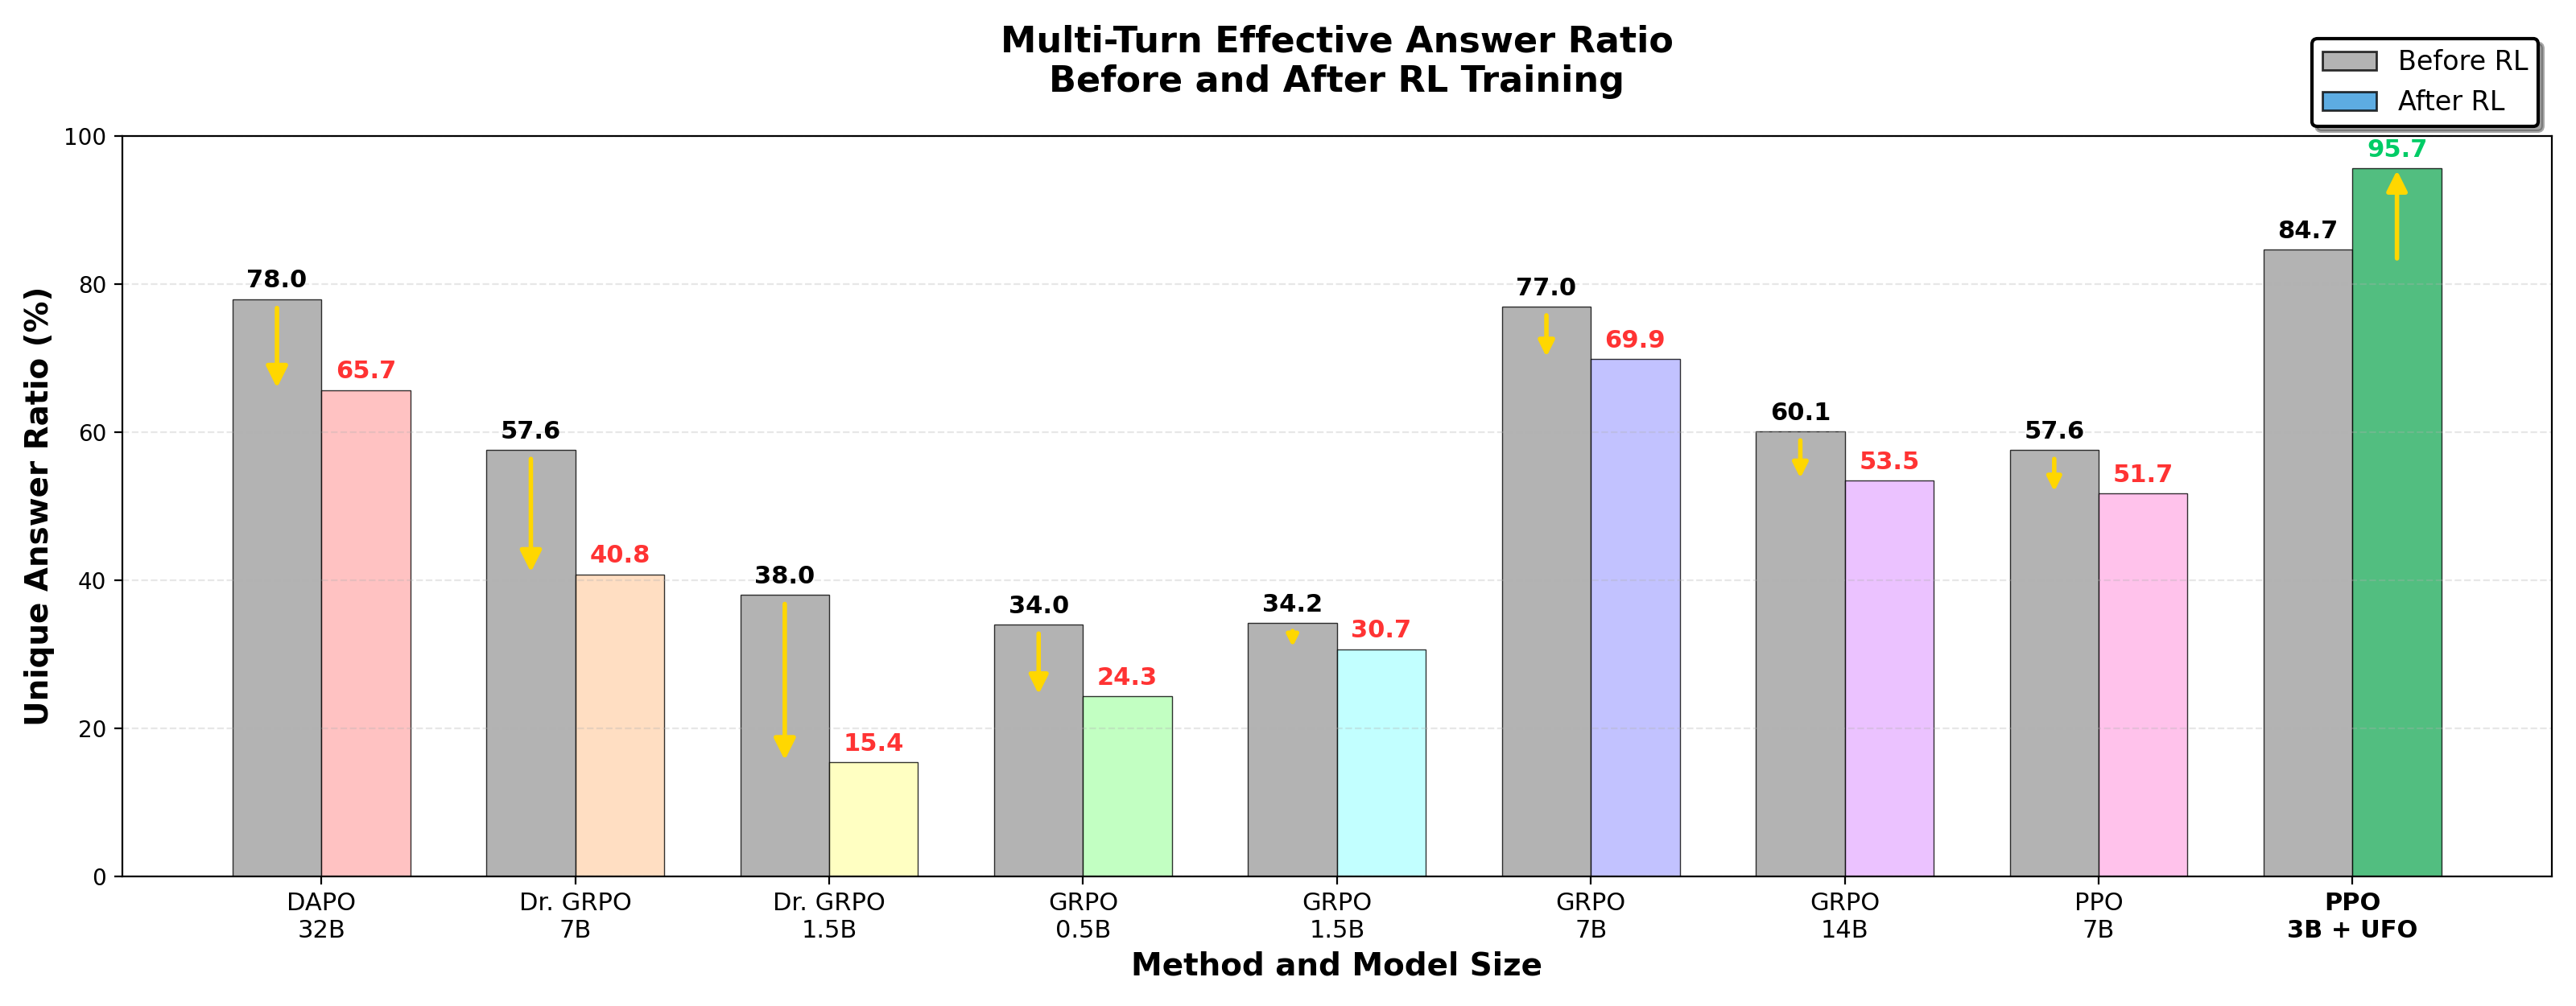 Multi-Turn Effective Answer Ratio
Before and After RL Training
Before RL
After RL
Unique Answer Ratio (%)
100
80
60
40
20
0
78.0
65.7
57.6
40.8
38.0
15.4
34.0
24.3
34.2
30.7
77.0
69.9
60.1
53.5
57.6
51.7
84.7
95.7
DAPO
32B
Dr. GRPO
7B
Dr. GRPO
1.5B
GRPO
0.5B
GRPO
1.5B
GRPO
7B
GRPO
14B
PPO
7B
PPO
3B + UFO
Method and Model Size